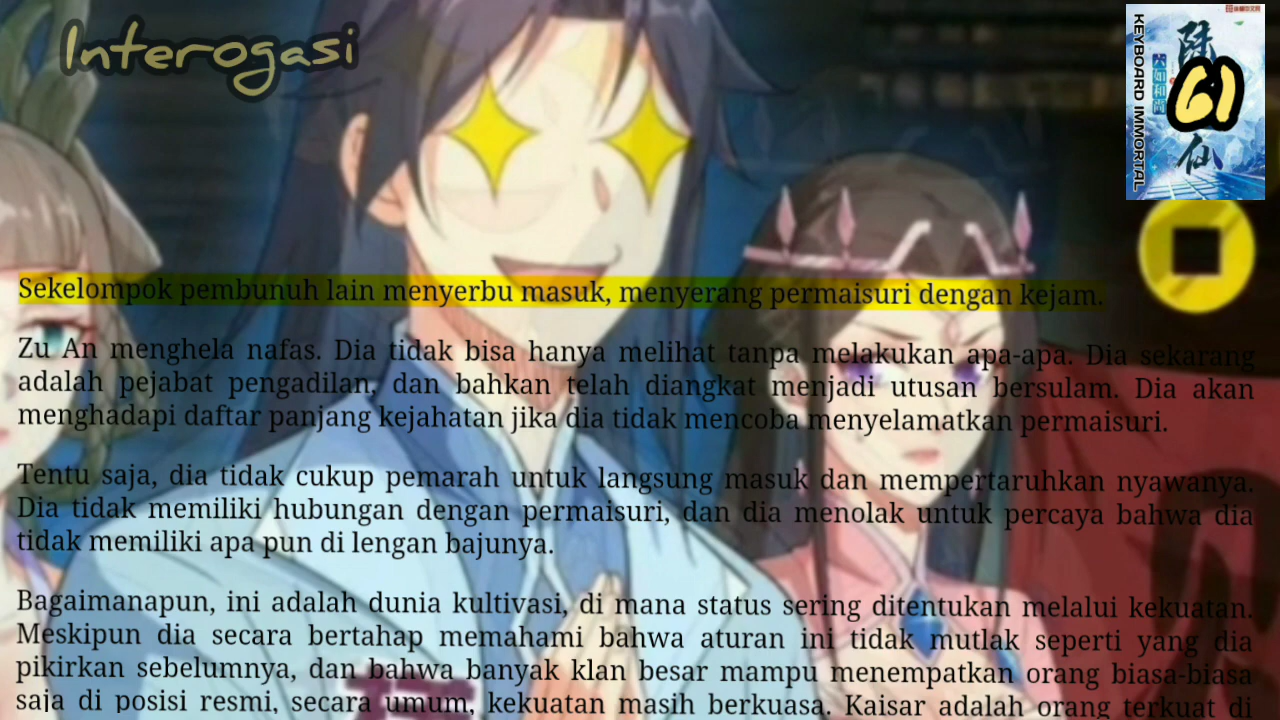 Interogasi
KEYBOARD IMMORTAL
陆
61
仙
Sekelompok pembunuh lain menyerbu masuk, menyerang permaisuri dengan kejam.
Zu An menghela nafas. Dia tidak bisa hanya melihat tanpa melakukan apa-apa. Dia sekarang
adalah pejabat pengadilan, dan bahkan telah diangkat menjadi utusan bersulam. Dia akan
menghadapi daftar panjang kejahatan jika dia tidak mencoba menyelamatkan permaisuri.
Tentu saja, dia tidak cukup pemarah untuk langsung masuk dan mempertaruhkan nyawanya.
Dia tidak memiliki hubungan dengan permaisuri, dan dia menolak untuk percaya bahwa dia
tidak memiliki apa pun di lengan bajunya.
Bagaimanapun, ini adalah dunia kultivasi, di mana status sering ditentukan melalui kekuatan.
Meskipun dia secara bertahap memahami bahwa aturan ini tidak mutlak seperti yang dia
pikirkan sebelumnya, dan bahwa banyak klan besar mampu menempatkan orang biasa-biasa
saja di posisi resmi, secara umum, kekuatan masih berkuasa. Kaisar adalah orang terkuat di